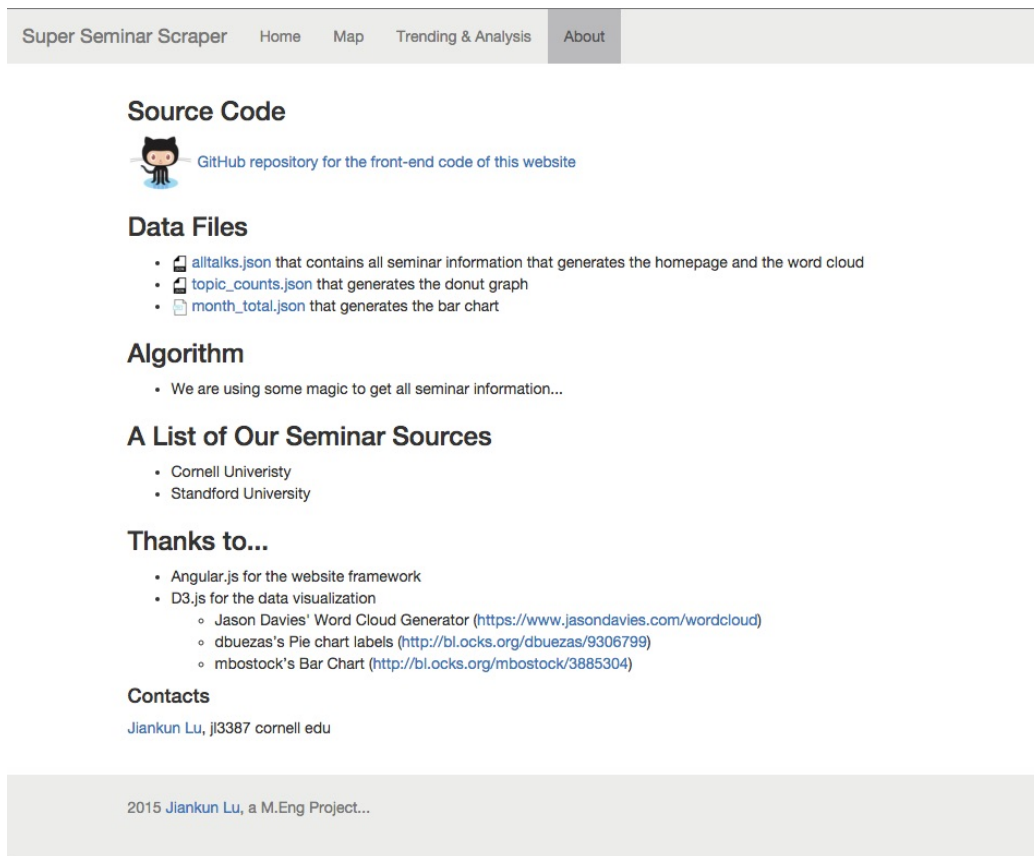 Super Seminar Scraper Home Map Trending & Analysis About
Source Code
GitHub repository for the front-end code of this website
Data Files
• alltalks.json that contains all seminar information that generates the homepage and the word cloud
• topic_counts.json that generates the donut graph
• month_total.json that generates the bar chart
Algorithm
• We are using some magic to get all seminar information...
A List of Our Seminar Sources
• Cornell Univeristy
• Standford University
Thanks to...
• Angular.js for the website framework
• D3.js for the data visualization
◦ Jason Davies' Word Cloud Generator (https://www.jasondavies.com/wordcloud)
◦ dbuezas's Pie chart labels (http://bl.ocks.org/dbuezas/9306799)
◦ mbostock's Bar Chart (http://bl.ocks.org/mbostock/3885304)
Contacts
Jiankun Lu, jl3387 cornell edu
2015 Jiankun Lu, a M.Eng Project...